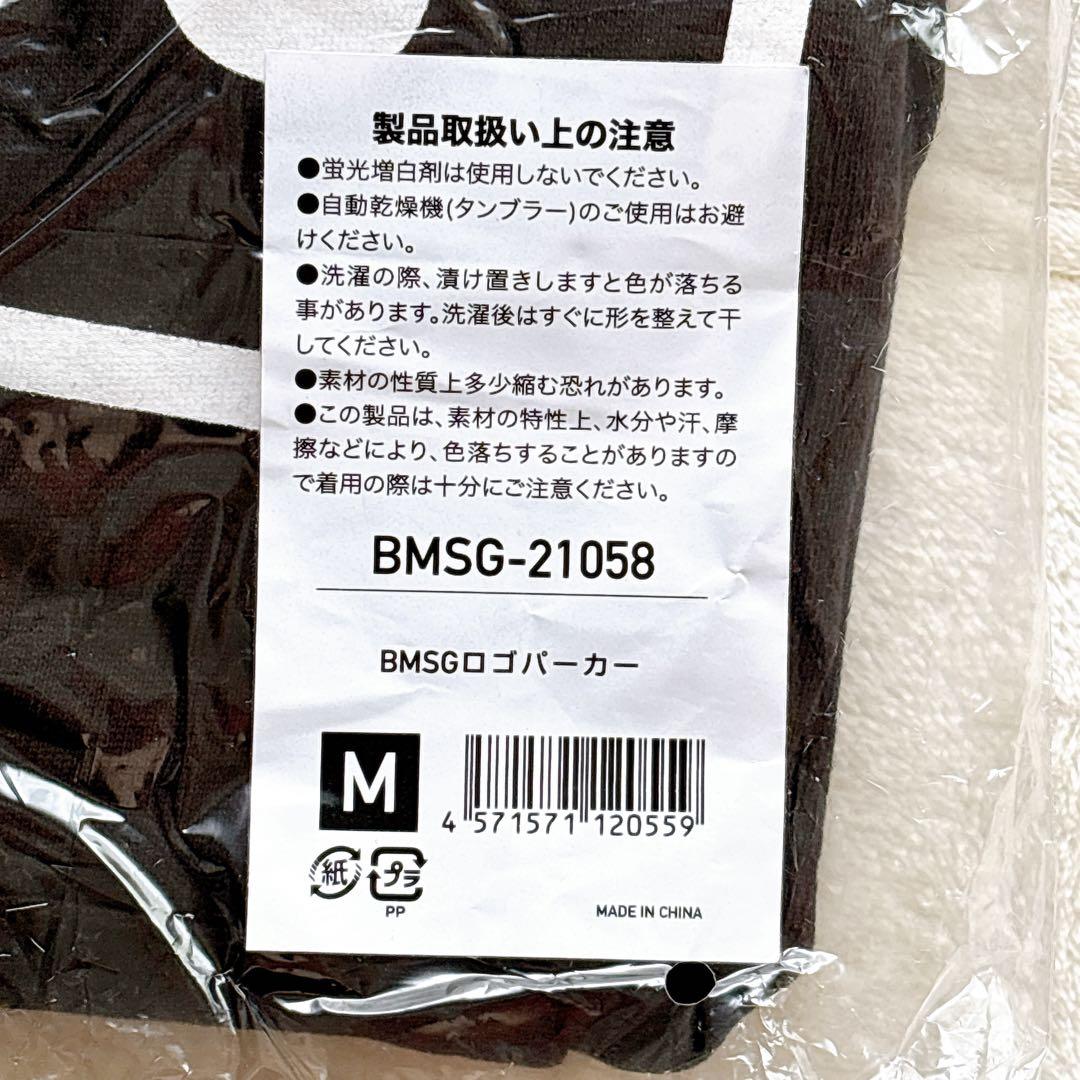 製品取扱い上の注意
●蛍光増白剤は使用しないでください。
●自動乾燥機(タンブラー)のご使用はお避
けください。
●洗濯の際、漬け置きしますと色が落ちる
事があります。洗濯後はすぐに形を整えて干
してください。
●素材の性質上多少縮む恐れがあります。
●この製品は、素材の特性上、水分や汗、摩
擦などにより、色落ちすることがありますの
で着用の際は十分にご注意ください。
BMSG-21058
BMSGロゴパーカー
M
4 571571 120559
紙 プラ
PP
MADE IN CHINA